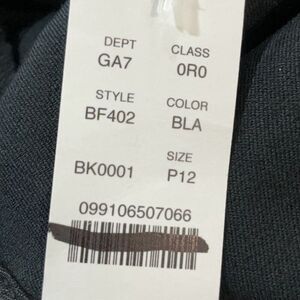 DEPT CLASS
GA7 0R0
STYLE COLOR
BF402 BLA
SIZE
BK0001 P12
099106507066